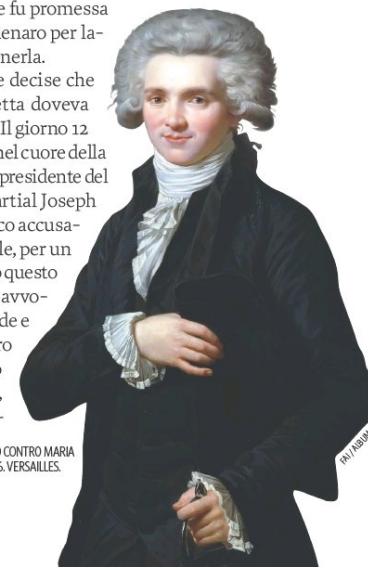 e fu promessa
enaro per la-
nerla.
e decise che
etta doveva
Il giorno 12
nel cuore della
presidente del
artial Joseph
co accusa-
le, per un
o questo
avvo-
de e
ro
o
,
-
O CONTRO MARIA
6. VERSAILLES.
FAI / ALBUM